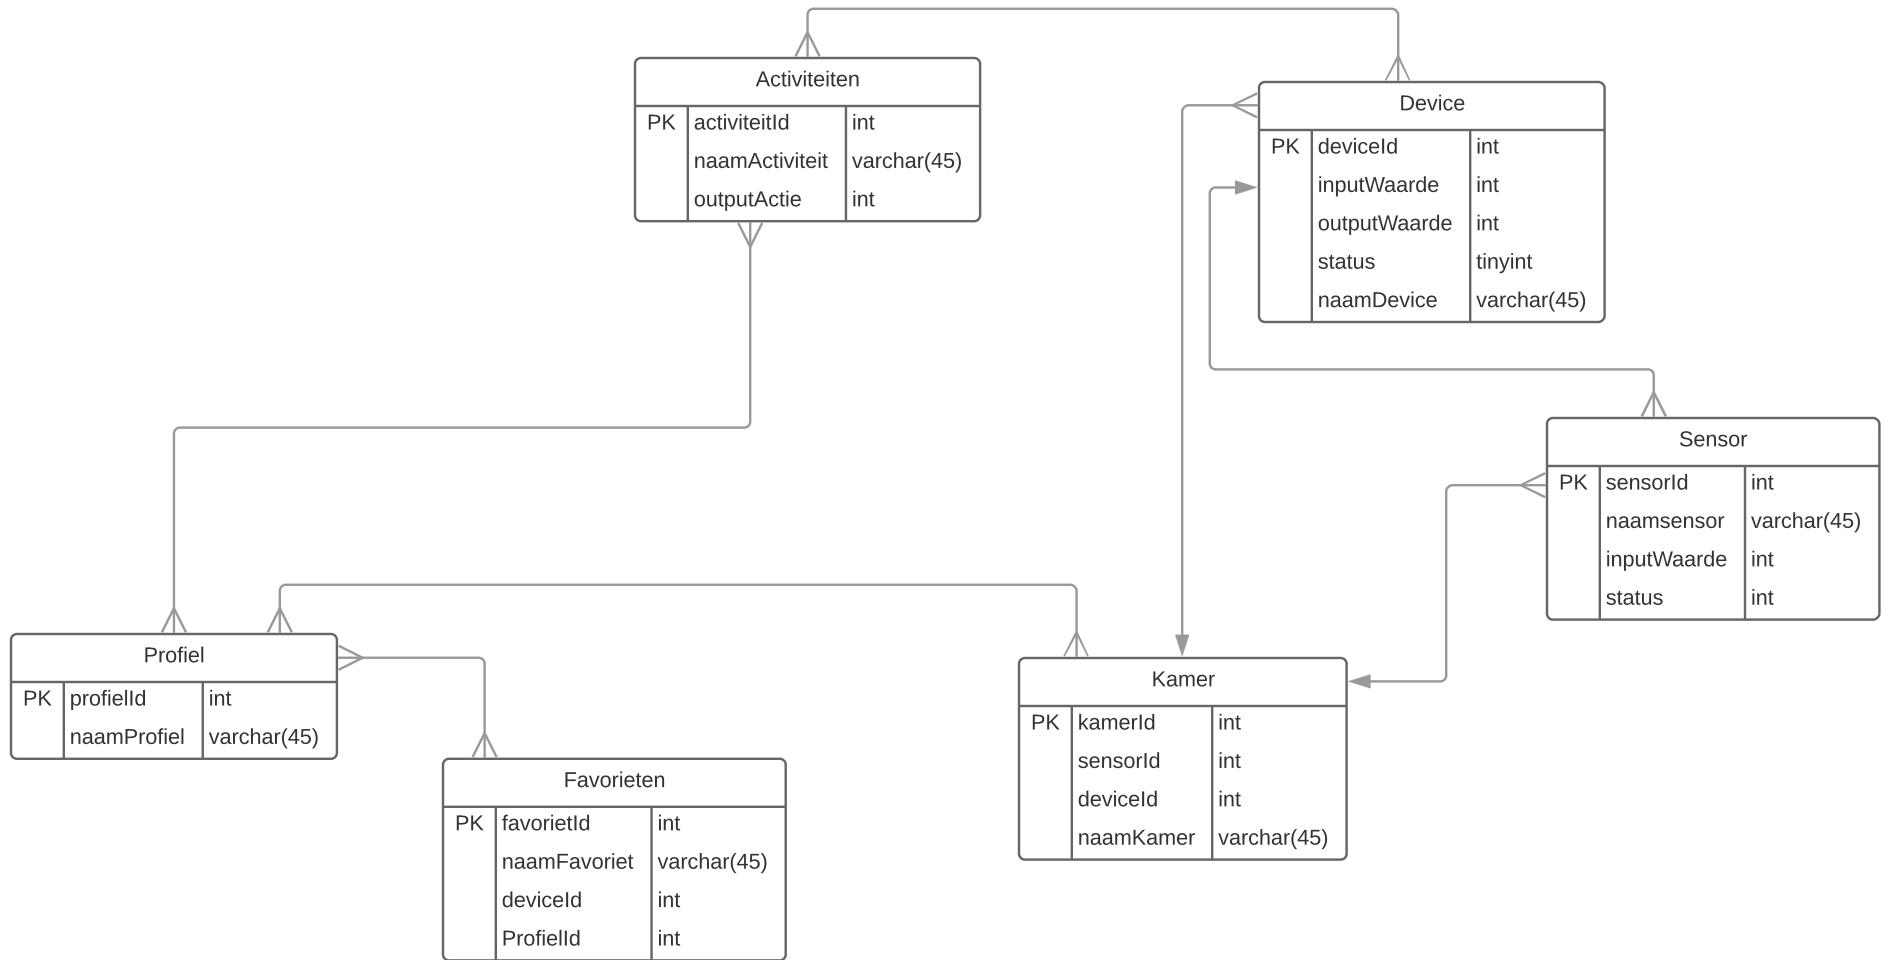 Activiteiten
PK activiteitId int
naamActiviteit varchar(45)
outputActie int
Device
PK deviceId int
inputWaarde int
outputWaarde int
status tinyint
naamDevice varchar(45)
Sensor
PK sensorId int
naamsensor varchar(45)
inputWaarde int
status int
Profiel
PK profielId int
naamProfiel varchar(45)
Kamer
PK kamerId int
sensorId int
deviceId int
naamKamer varchar(45)
Favorieten
PK favorietId int
naamFavoriet varchar(45)
deviceId int
ProfielId int